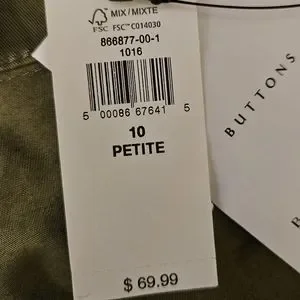 MIX/MIXTE
FSC FSC™ C014030
866877-00-1
1016
5 00086 67641 5
10
PETITE
$ 69.99
BUTTONS
B